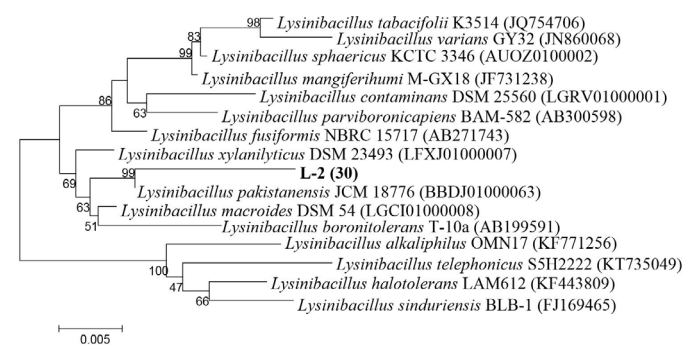 98 Lysinibacillus tabacifolii K3514 (JQ754706)
83 Lysinibacillus varians GY32 (JN860068)
99 Lysinibacillus sphaericus KCTC 3346 (AUOZ0100002)
Lysinibacillus mangiferihumi M-GX18 (JF731238)
86 Lysinibacillus contaminans DSM 25560 (LGRV01000001)
63 Lysinibacillus parviboronicapiens BAM-582 (AB300598)
Lysinibacillus fusiformis NBRC 15717 (AB271743)
Lysinibacillus xylanilyticus DSM 23493 (LFXJ01000007)
69 99 L-2 (30)
Lysinibacillus pakistanensis JCM 18776 (BBDJ01000063)
63 Lysinibacillus macroides DSM 54 (LGCI01000008)
51 Lysinibacillus boronitolerans T-10a (AB199591)
Lysinibacillus alkaliphilus OMN17 (KF771256)
100 Lysinibacillus telephonicus S5H2222 (KT735049)
47 Lysinibacillus halotolerans LAM612 (KF443809)
66 Lysinibacillus sinduriensis BLB-1 (FJ169465)
0.005